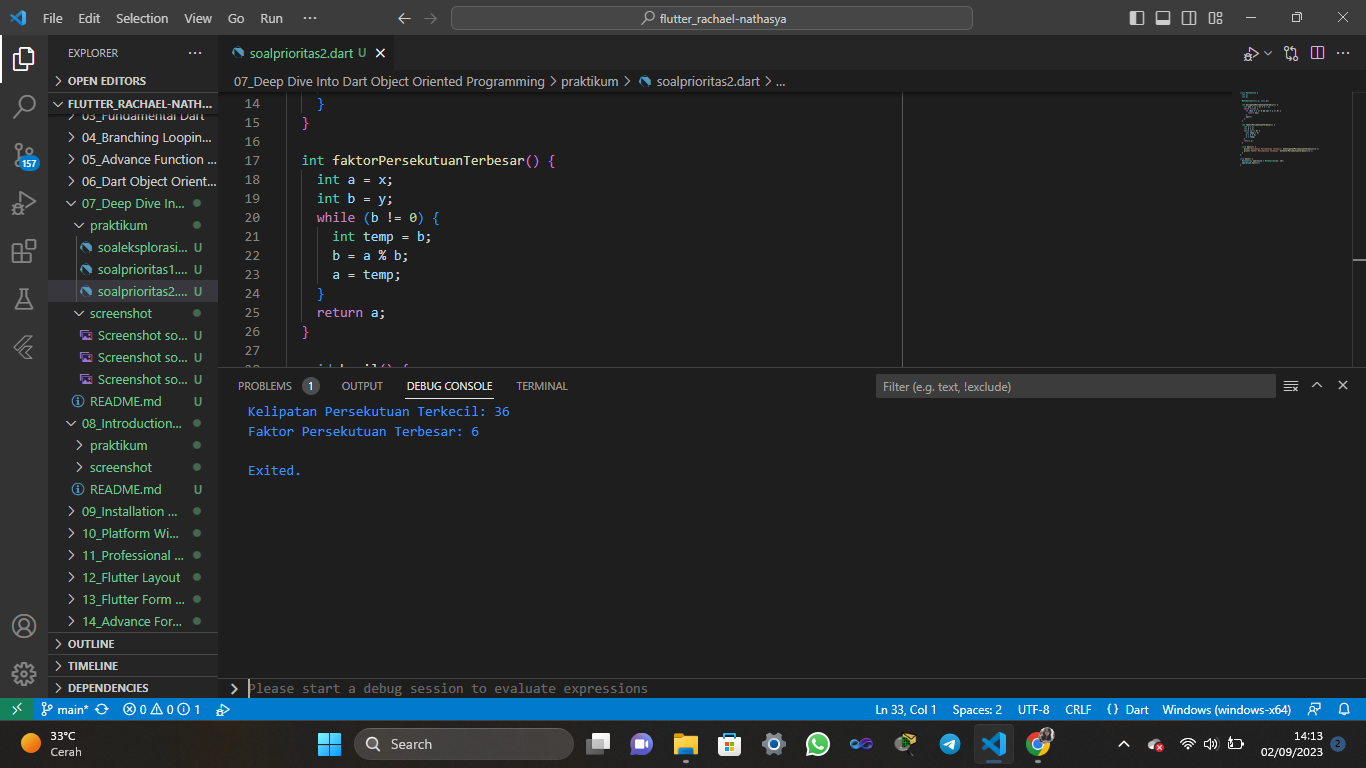 File Edit Selection View Go Run ···
flutter_rachael-nathasya
EXPLORER ···
OPEN EDITORS
FLUTTER_RACHAEL-NATH...
03_Fundamental Dart
04_Branching Loopin...
05_Advance Function ...
06_Dart Object Orient...
07_Deep Dive In...
praktikum
soaleksplorasi... U
soalprioritas1.... U
soalprioritas2.... U
screenshot
Screenshot so... U
Screenshot so... U
Screenshot so... U
README.md U
08_Introduction...
praktikum
screenshot
README.md U
09_Installation ...
10_Platform Wi...
11_Professional ...
12_Flutter Layout
13_Flutter Form ...
14_Advance For...
OUTLINE
TIMELINE
DEPENDENCIES
157
soalprioritas2.dart U
07_Deep Dive Into Dart Object Oriented Programming > praktikum > soalprioritas2.dart > ...
14 }
15 }
16
17 int faktorPersekutuanTerbesar() {
18 int a = x;
19 int b = y;
20 while (b != 0) {
21 int temp = b;
22 b = a % b;
23 a = temp;
24 }
25 return a;
26 }
27
PROBLEMS 1 OUTPUT DEBUG CONSOLE TERMINAL
Filter (e.g. text, !exclude)
Kelipatan Persekutuan Terkecil: 36
Faktor Persekutuan Terbesar: 6
Exited.
Please start a debug session to evaluate expressions
main* 0 0 1
Ln 33, Col 1 Spaces: 2 UTF-8 CRLF {} Dart Windows (windows-x64)
33°C
Cerah
Search
14:13
02/09/2023
2